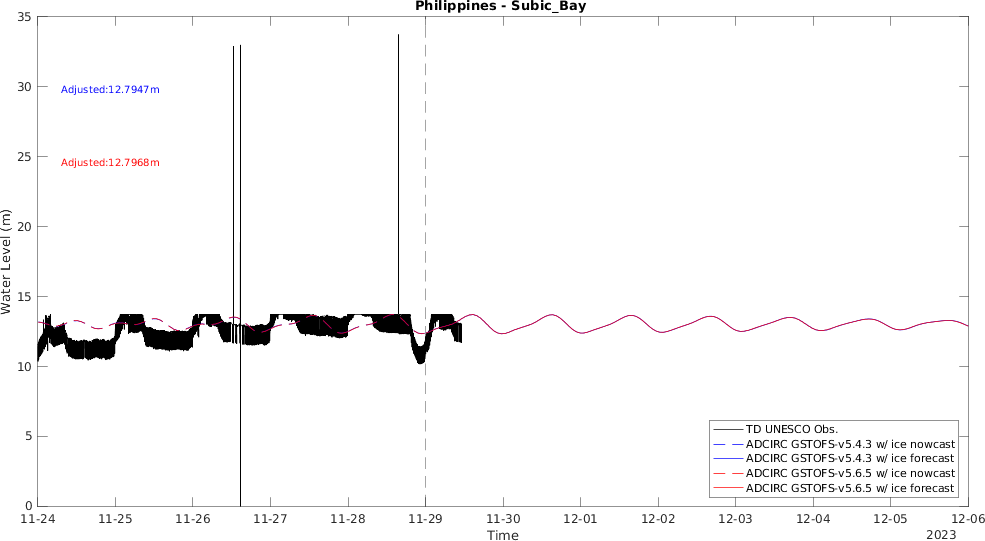 Philippines - Subic_Bay
35
30
25
20
15
10
5
0
Water Level (m)
Adjusted:12.7947m
Adjusted:12.7968m
TD UNESCO Obs.
ADCIRC GSTOFS-v5.4.3 w/ ice nowcast
ADCIRC GSTOFS-v5.4.3 w/ ice forecast
ADCIRC GSTOFS-v5.6.5 w/ ice nowcast
ADCIRC GSTOFS-v5.6.5 w/ ice forecast
11-24 11-25 11-26 11-27 11-28 11-29 11-30 12-01 12-02 12-03 12-04 12-05 12-06
Time
2023